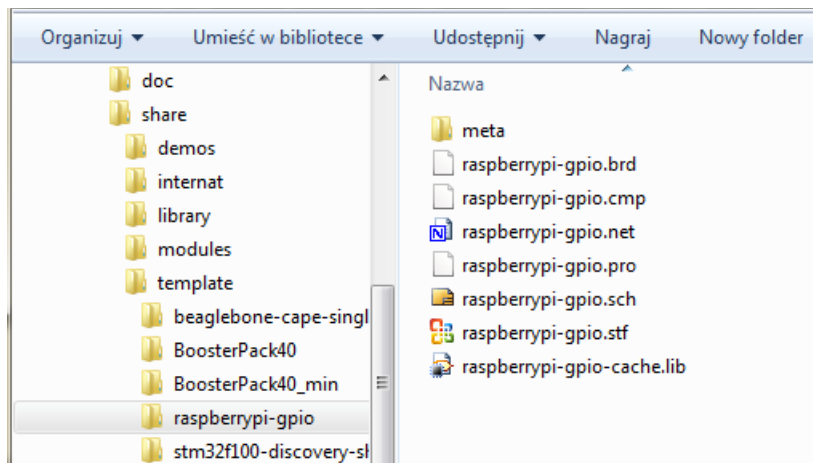 Organizuj Umieść w bibliotece Udostępnij Nagraj Nowy folder
doc
share
demos
internat
library
modules
template
beaglebone-cape-singl
BoosterPack40
BoosterPack40_min
raspberrypi-gpio
stm32f100-discovery-sh
Nazwa
meta
raspberrypi-gpio.brd
raspberrypi-gpio.cmp
raspberrypi-gpio.net
raspberrypi-gpio.pro
raspberrypi-gpio.sch
raspberrypi-gpio.stf
raspberrypi-gpio-cache.lib